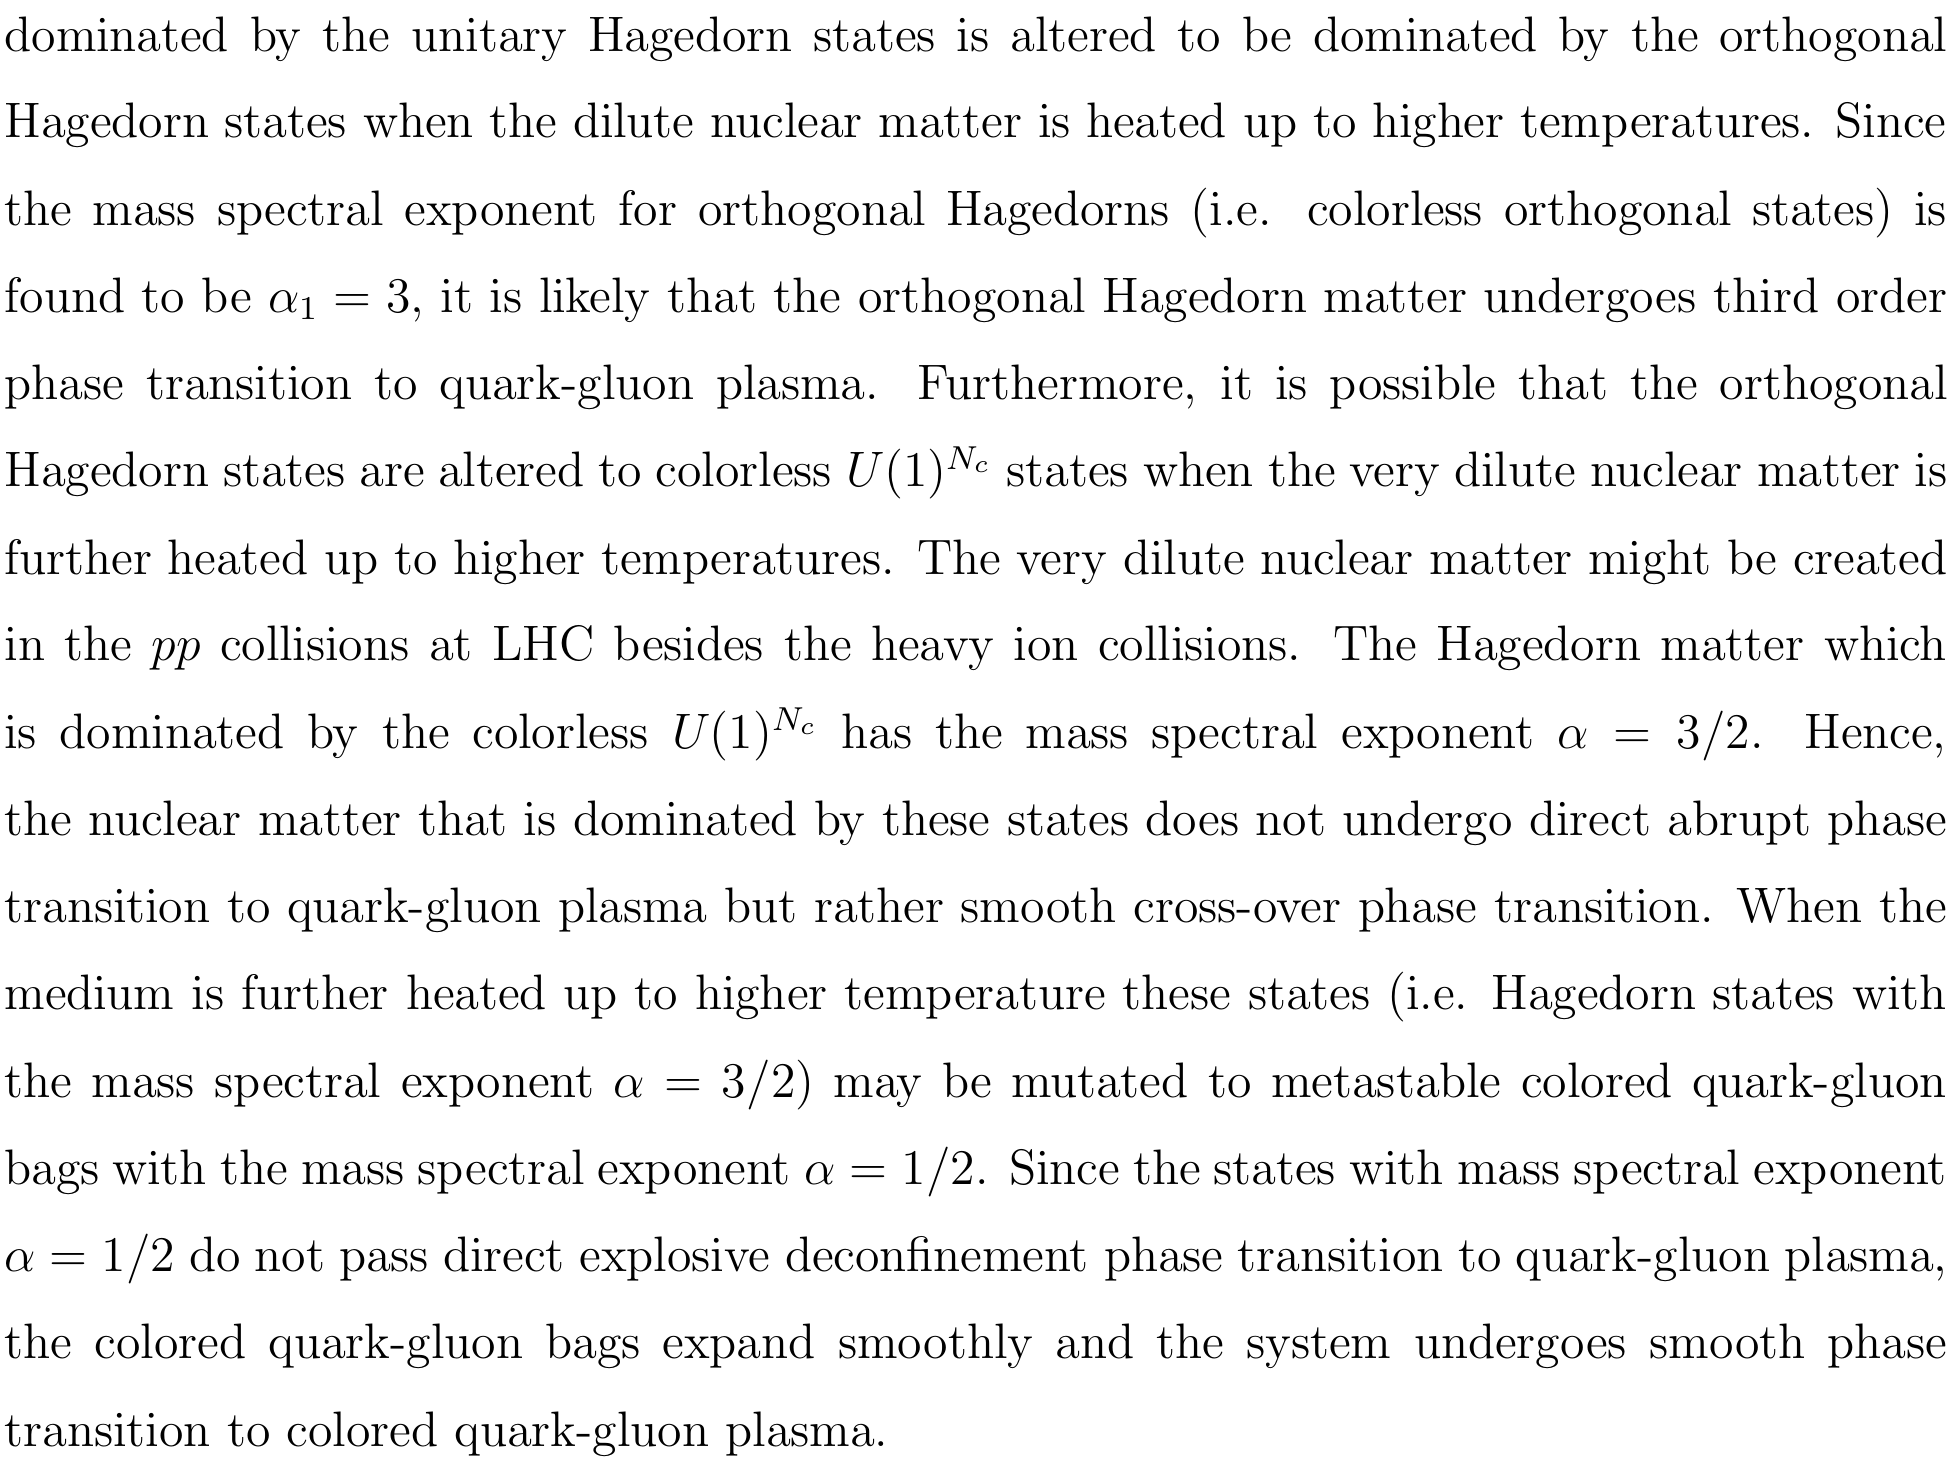 dominated by the unitary Hagedorn states is altered to be dominated by the orthogonal
Hagedorn states when the dilute nuclear matter is heated up to higher temperatures. Since
the mass spectral exponent for orthogonal Hagedorns (i.e. colorless orthogonal states) is
found to be $\alpha_1 = 3$, it is likely that the orthogonal Hagedorn matter undergoes third order
phase transition to quark-gluon plasma. Furthermore, it is possible that the orthogonal
Hagedorn states are altered to colorless $U(1)^{N_c}$ states when the very dilute nuclear matter is
further heated up to higher temperatures. The very dilute nuclear matter might be created
in the $pp$ collisions at LHC besides the heavy ion collisions. The Hagedorn matter which
is dominated by the colorless $U(1)^{N_c}$ has the mass spectral exponent $\alpha = 3/2$. Hence,
the nuclear matter that is dominated by these states does not undergo direct abrupt phase
transition to quark-gluon plasma but rather smooth cross-over phase transition. When the
medium is further heated up to higher temperature these states (i.e. Hagedorn states with
the mass spectral exponent $\alpha = 3/2$) may be mutated to metastable colored quark-gluon
bags with the mass spectral exponent $\alpha = 1/2$. Since the states with mass spectral exponent
$\alpha = 1/2$ do not pass direct explosive deconfinement phase transition to quark-gluon plasma,
the colored quark-gluon bags expand smoothly and the system undergoes smooth phase
transition to colored quark-gluon plasma.